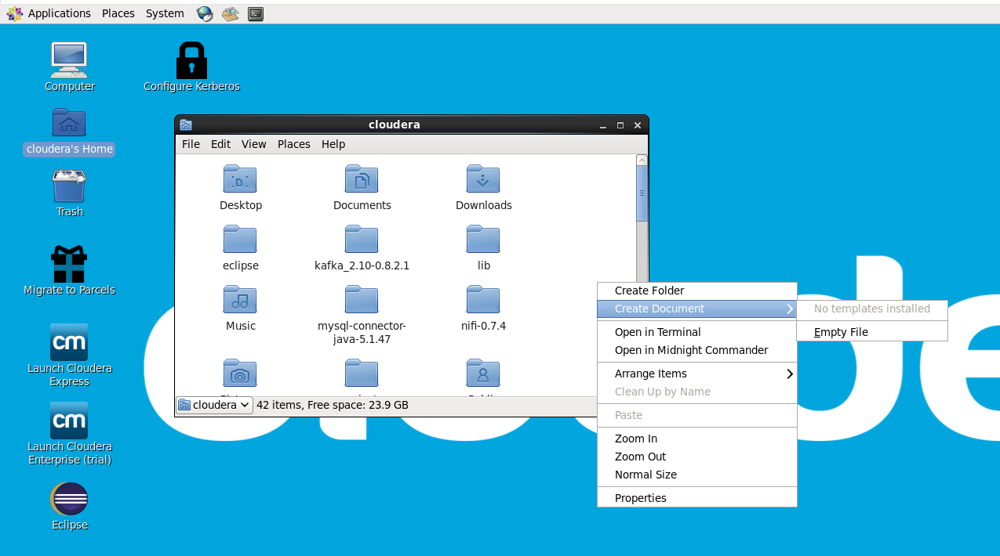 Applications Places System
Computer
Configure Kerberos
cloudera's Home
Trash
Migrate to Parcels
cm
Launch Cloudera
Express
cm
Launch Cloudera
Enterprise (trial)
Eclipse
cloudera
File Edit View Places Help
Desktop Documents Downloads
eclipse kafka_2.10-0.8.2.1 lib
Music mysql-connector-
java-5.1.47 nifi-0.7.4
cloudera 42 items, Free space: 23.9 GB
Create Folder
Create Document
Open in Terminal
Open in Midnight Commander
Arrange Items
Clean Up by Name
Paste
Zoom In
Zoom Out
Normal Size
Properties
No templates installed
Empty File